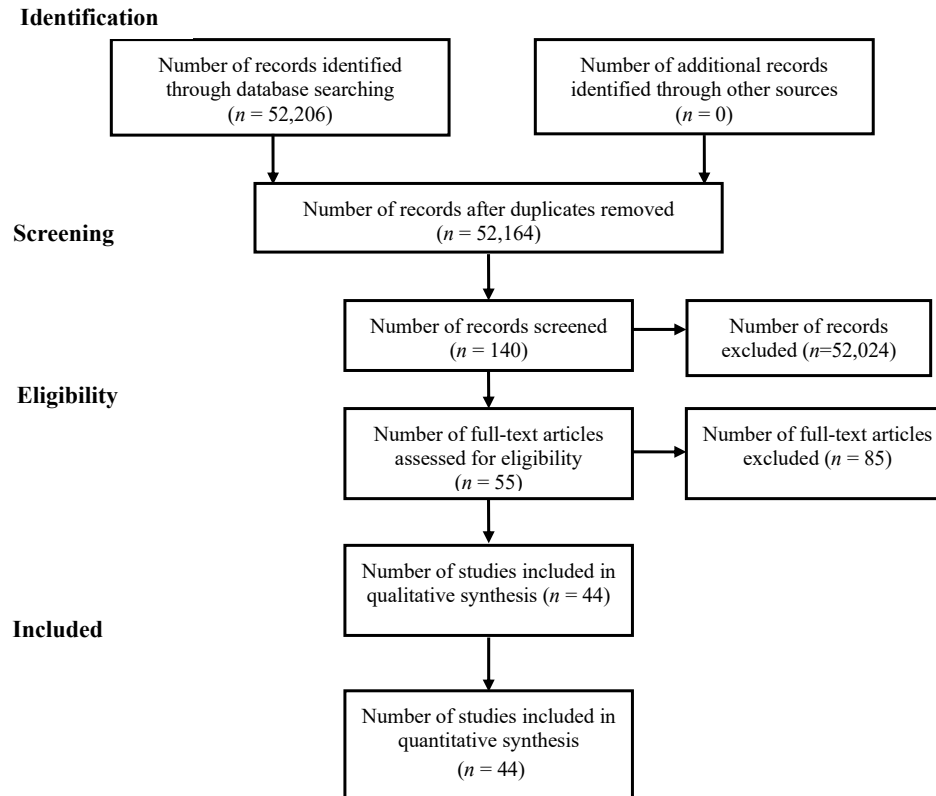 Identification
Number of records identified
through database searching
(n = 52,206)
Number of additional records
identified through other sources
(n = 0)
Number of records after duplicates removed
(n = 52,164)
Screening
Number of records screened
(n = 140)
Number of records
excluded (n=52,024)
Eligibility
Number of full-text articles
assessed for eligibility
(n = 55)
Number of full-text articles
excluded (n = 85)
Number of studies included in
qualitative synthesis (n = 44)
Included
Number of studies included in
quantitative synthesis
(n = 44)